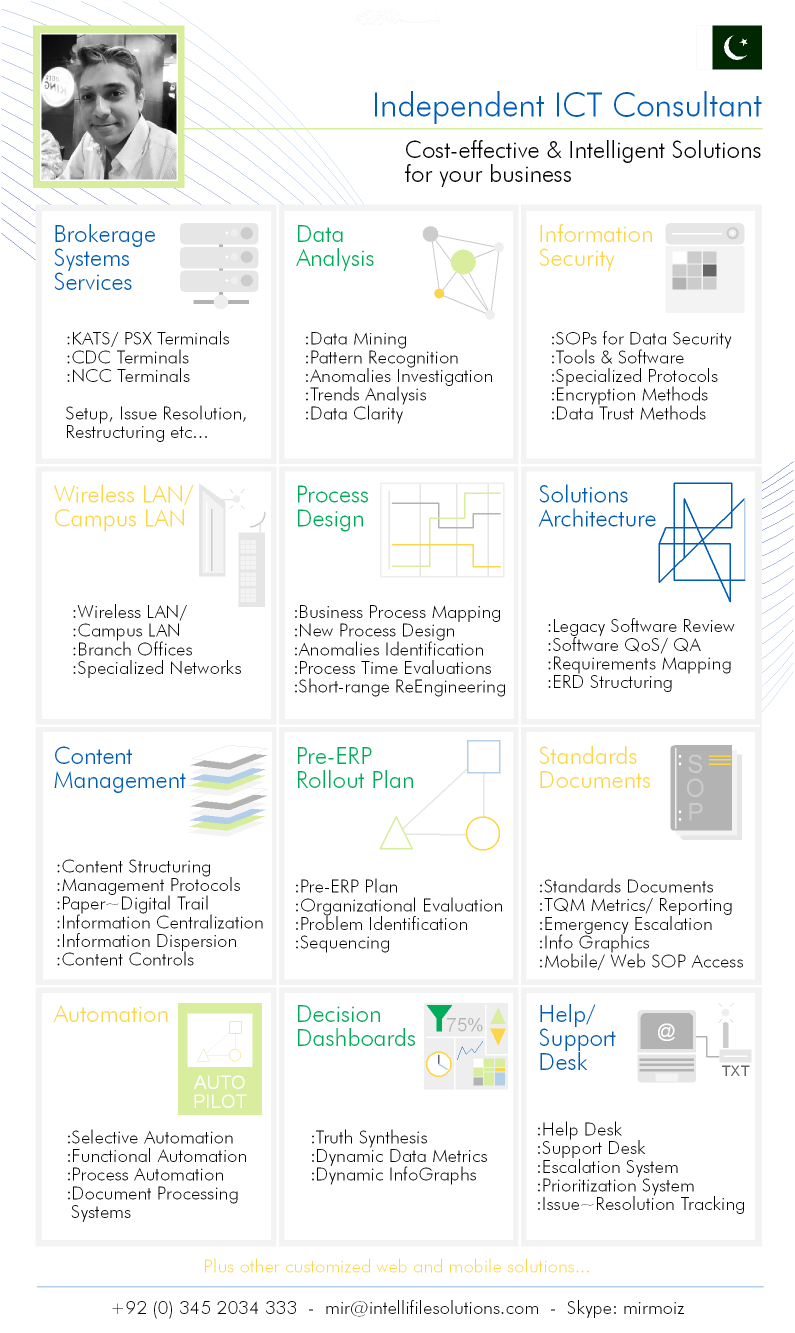 Independent ICT Consultant
Cost-effective & Intelligent Solutions
for your business
Brokerage
Systems
Services
:KATS/ PSX Terminals
:CDC Terminals
:NCC Terminals
Setup, Issue Resolution,
Restructuring etc...
Data
Analysis
:Data Mining
:Pattern Recognition
:Anomalies Investigation
:Trends Analysis
:Data Clarity
Information
Security
:SOPs for Data Security
:Tools & Software
:Specialized Protocols
:Encryption Methods
:Data Trust Methods
Wireless LAN/
Campus LAN
:Wireless LAN/
:Campus LAN
:Branch Offices
:Specialized Networks
Process
Design
:Business Process Mapping
:New Process Design
:Anomalies Identification
:Process Time Evaluations
:Short-range ReEngineering
Solutions
Architecture
:Legacy Software Review
:Software QoS/ QA
:Requirements Mapping
:ERD Structuring
Content
Management
:Content Structuring
:Management Protocols
:Paper~Digital Trail
:Information Centralization
:Information Dispersion
:Content Controls
Pre-ERP
Rollout Plan
:Pre-ERP Plan
:Organizational Evaluation
:Problem Identification
:Sequencing
Standards
Documents
SOP
:Standards Documents
:TQM Metrics/ Reporting
:Emergency Escalation
:Info Graphics
:Mobile/ Web SOP Access
Automation
AUTO
PILOT
:Selective Automation
:Functional Automation
:Process Automation
:Document Processing
Systems
Decision
Dashboards
75%
:Truth Synthesis
:Dynamic Data Metrics
:Dynamic InfoGraphs
Help/
Support
Desk
@
TXT
:Help Desk
:Support Desk
:Escalation System
:Prioritization System
:Issue~Resolution Tracking
Plus other customized web and mobile solutions...
+92 (0) 345 2034 333 - mir@intellifilesolutions.com - Skype: mirmoiz